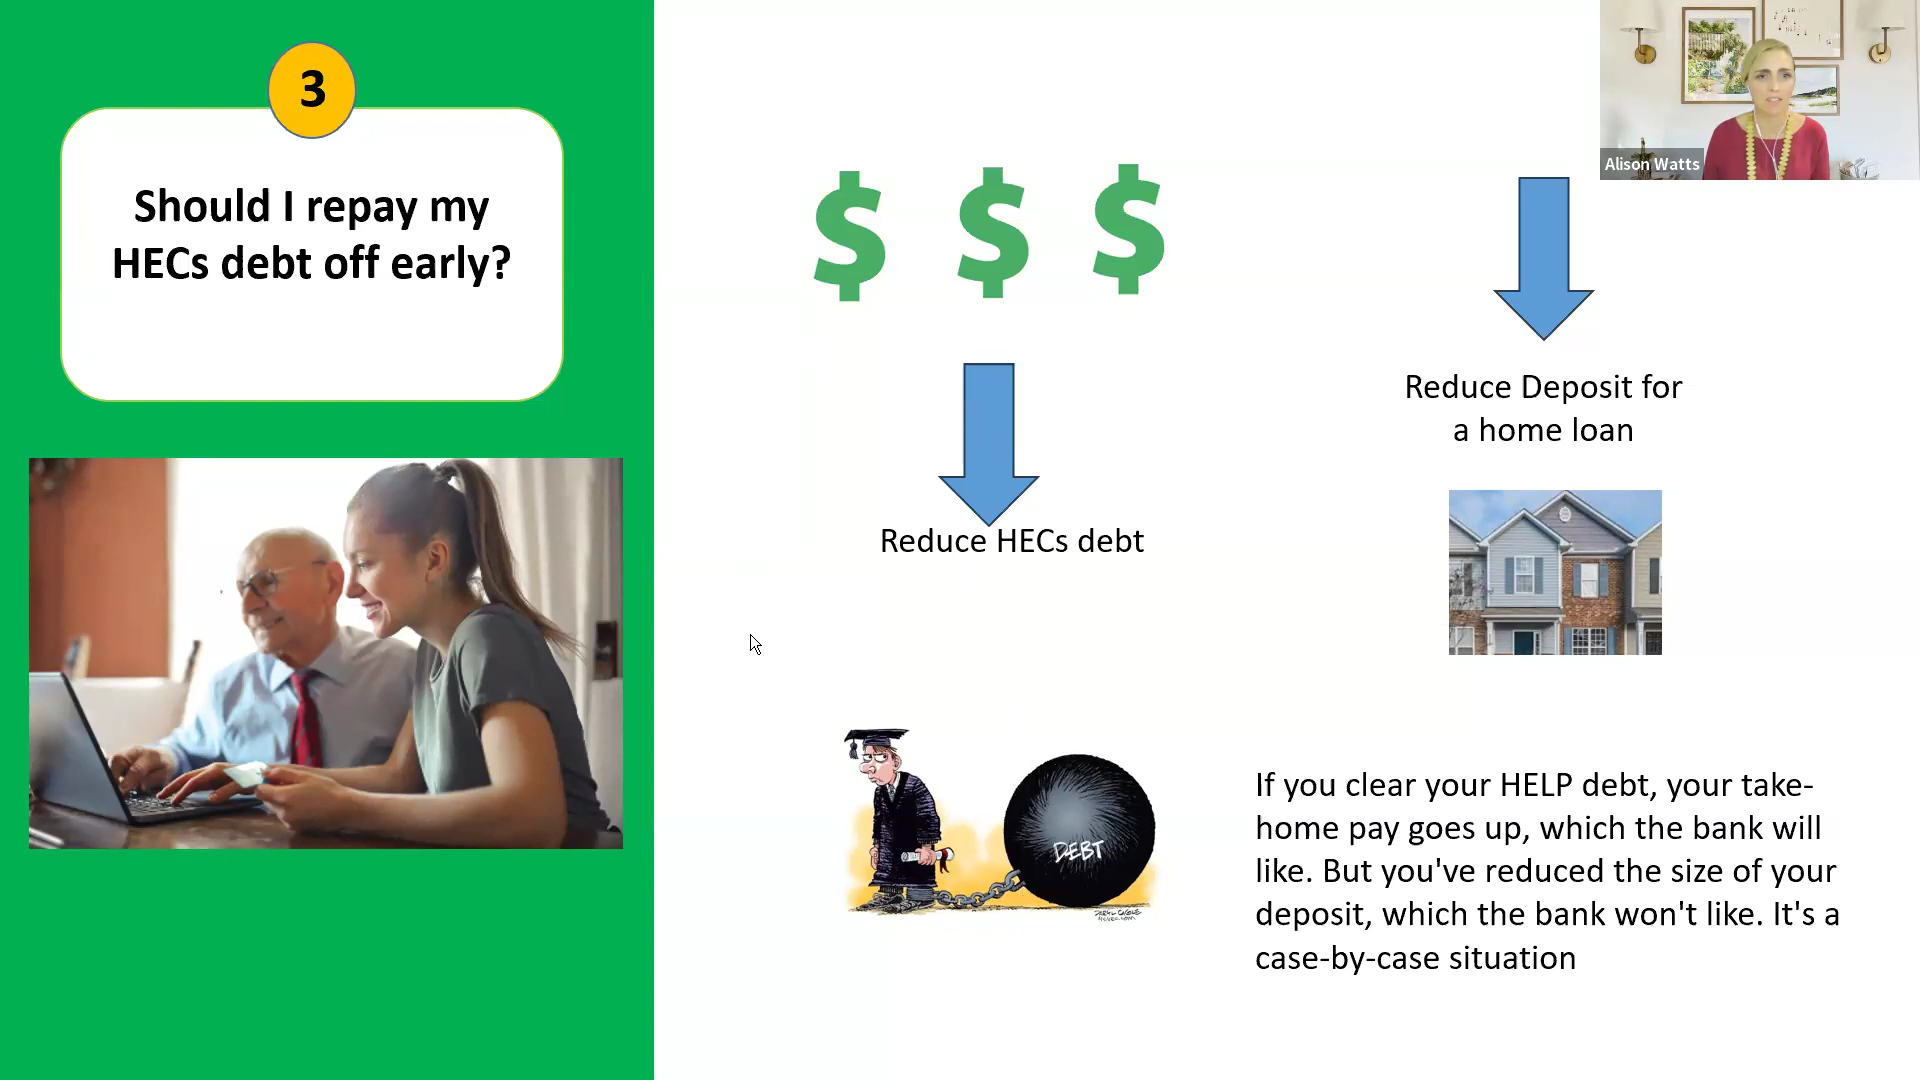 3
Should I repay my
HECs debt off early?
Alison Watts
$ $ $
Reduce HECs debt
Reduce Deposit for
a home loan
DEBT
If you clear your HELP debt, your take-
home pay goes up, which the bank will
like. But you've reduced the size of your
deposit, which the bank won't like. It's a
case-by-case situation